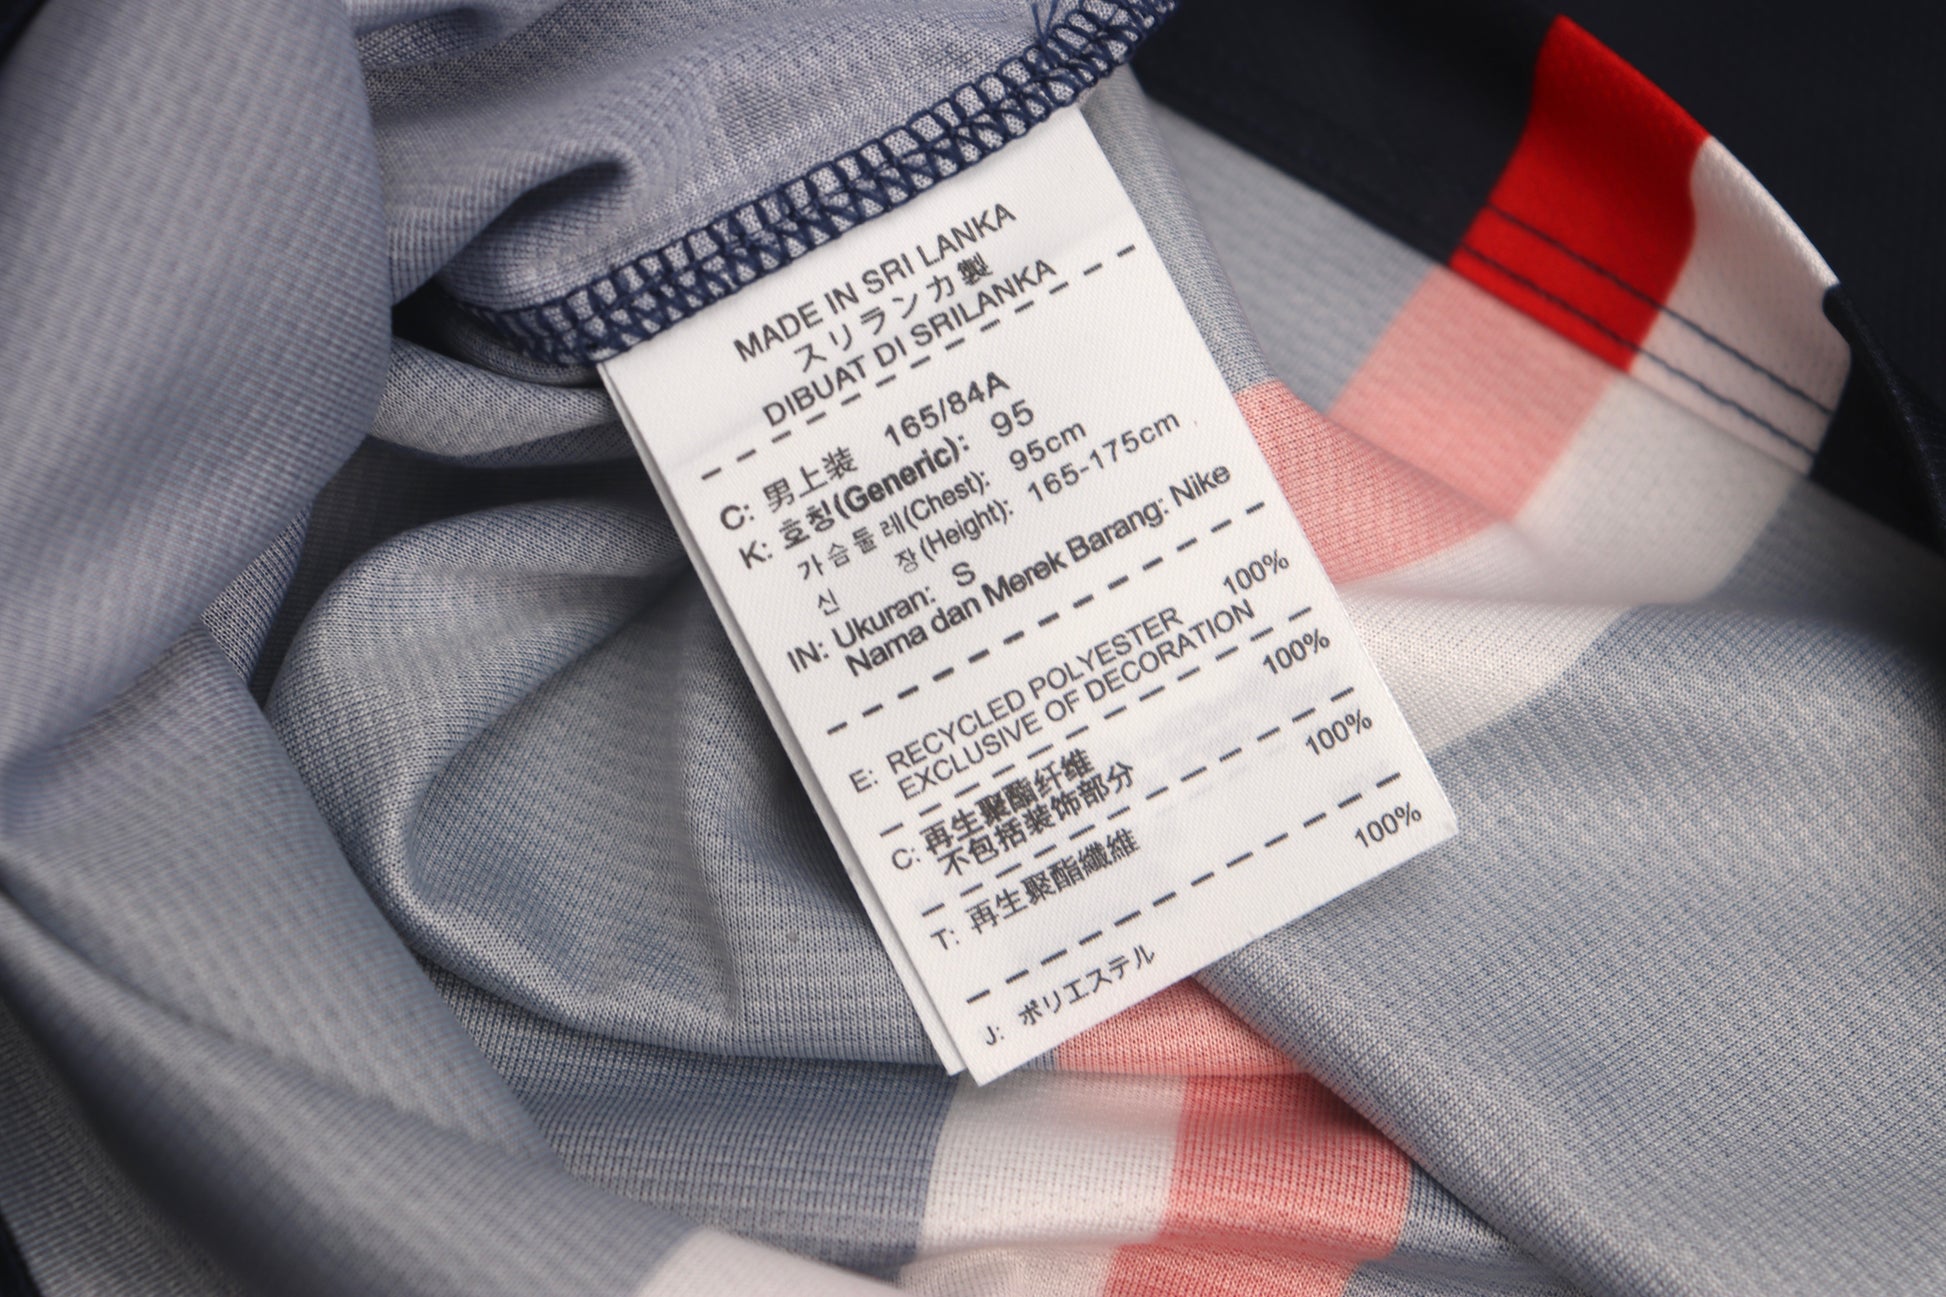 MADE IN SRI LANKA
スリランカ製
DIBUAT DI SRILANKA
C: 男上装 165/84A
K: 호칭(Generic): 95
가슴둘레(Chest): 95cm
신 장(Height): 165-175cm
IN: Ukuran: S
Nama dan Merek Barang: Nike
E: RECYCLED POLYESTER 100%
EXCLUSIVE OF DECORATION
C: 再生聚酯纤维 100%
不包括装饰部分
T: 再生聚酯纖維 100%
J: ポリエステル 100%